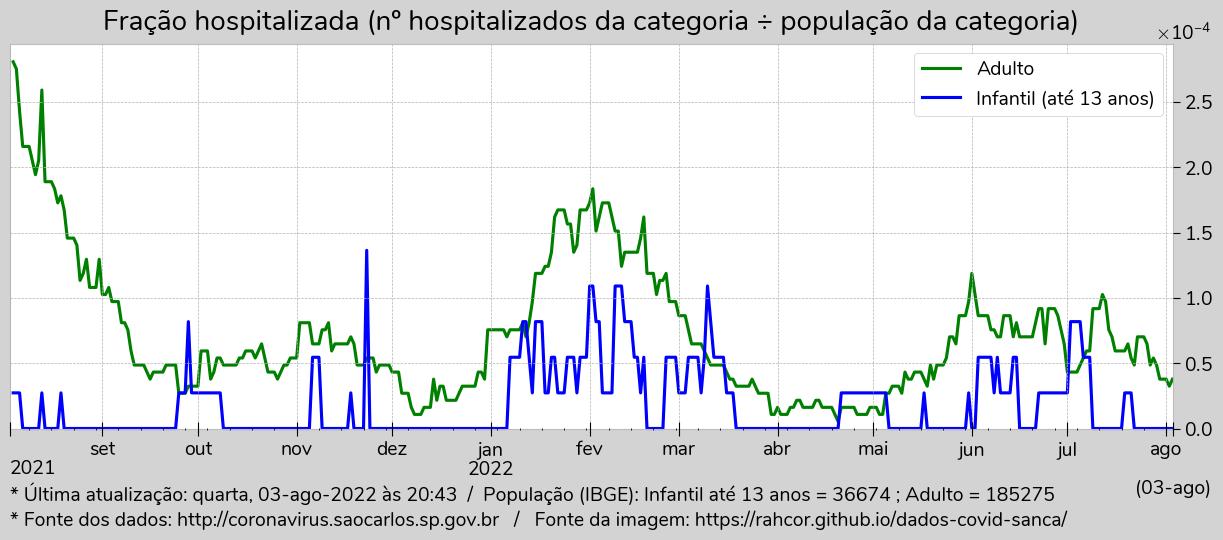 Fração hospitalizada (nº hospitalizados da categoria ÷ população da categoria)
×10⁻⁴
Adulto
Infantil (até 13 anos)
2.5
2.0
1.5
1.0
0.5
0.0
set out nov dez jan fev mar abr mai jun jul ago
2021 2022
(03-ago)
* Última atualização: quarta, 03-ago-2022 às 20:43 / População (IBGE): Infantil até 13 anos = 36674 ; Adulto = 185275
* Fonte dos dados: http://coronavirus.saocarlos.sp.gov.br / Fonte da imagem: https://rahcor.github.io/dados-covid-sanca/